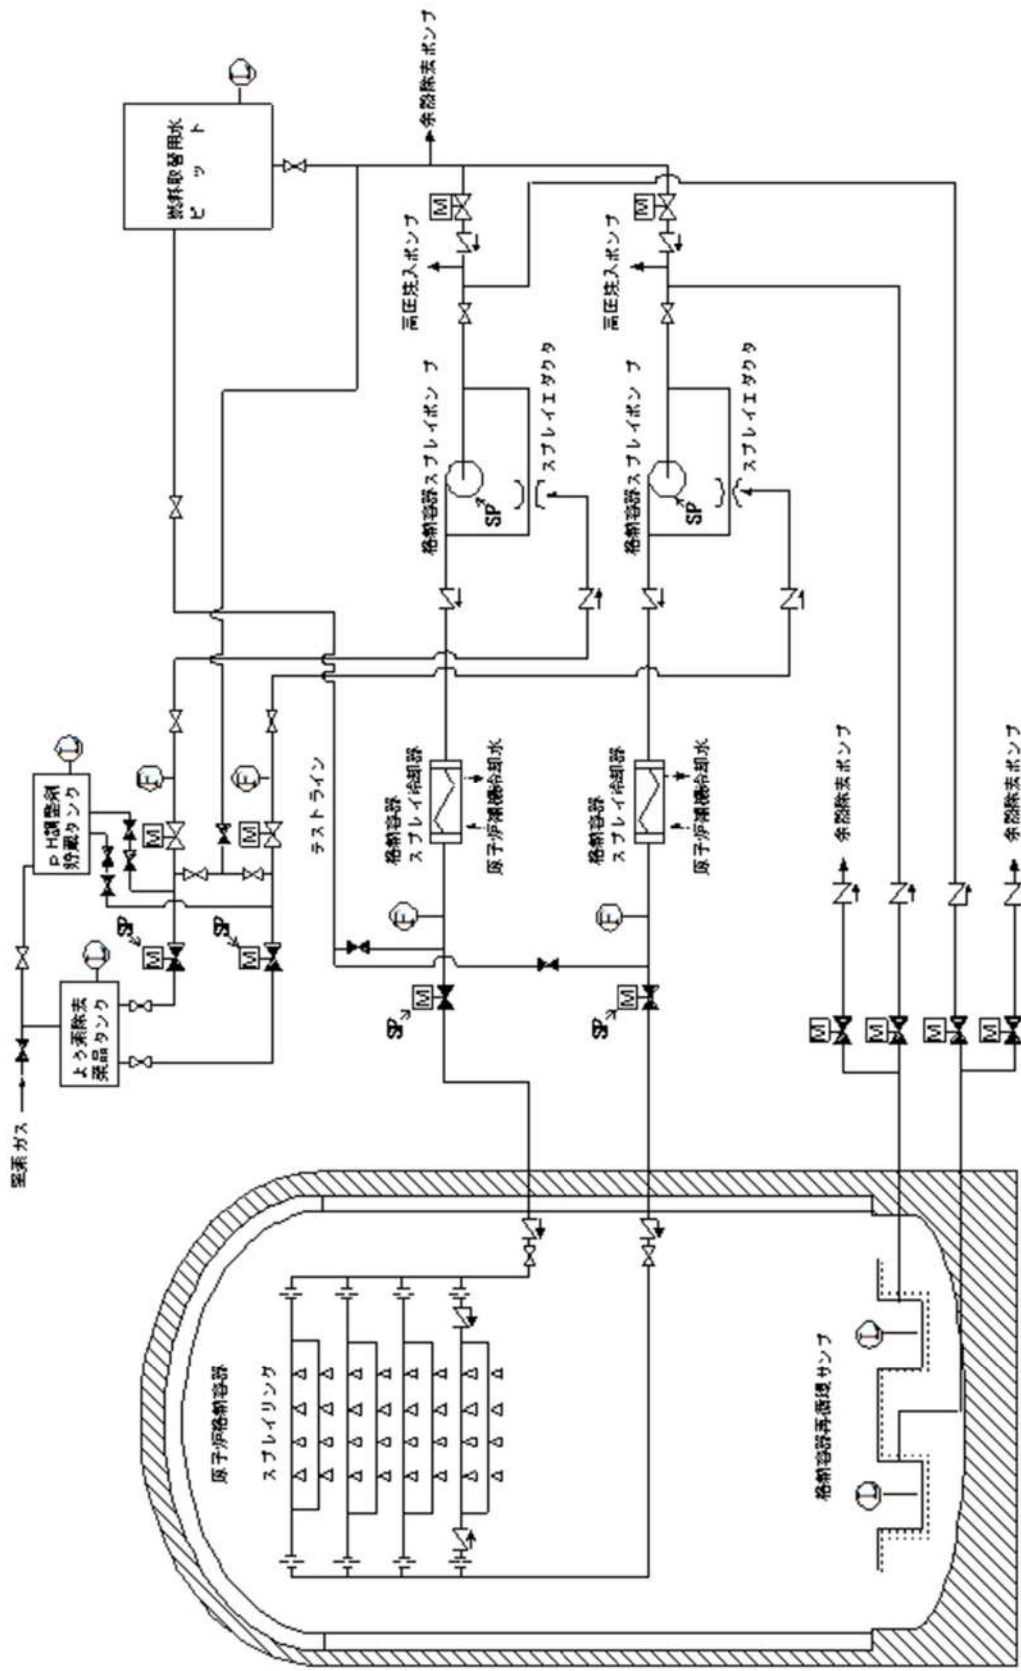 窒素ガス
よう素除去
薬品タンク
L
pH調整剤
貯蔵タンク
L
燃料取替用水
ピット
L
M
SP
M
F
M
SP
M
F
テストライン
余熱除去ポンプ
原子炉格納容器
スプレイリング
SP
M
F
格納容器
スプレイ冷却器
原子炉補機冷却水
格納容器スプレイポンプ
SP
スプレイエダクタ
高圧注入ポンプ
M
SP
M
F
格納容器
スプレイ冷却器
原子炉補機冷却水
格納容器スプレイポンプ
SP
スプレイエダクタ
高圧注入ポンプ
M
格納容器再循環サンプ
L
L
M
余熱除去ポンプ
M
M
M
余熱除去ポンプ